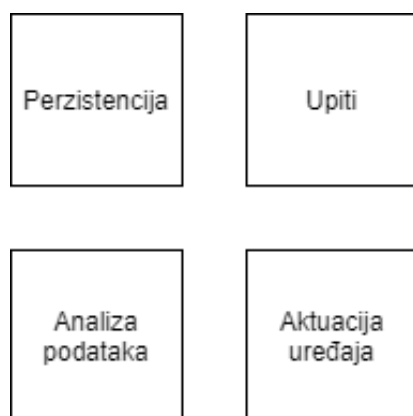 Perzistencija
Upiti
Analiza
podataka
Aktuacija
uređaja